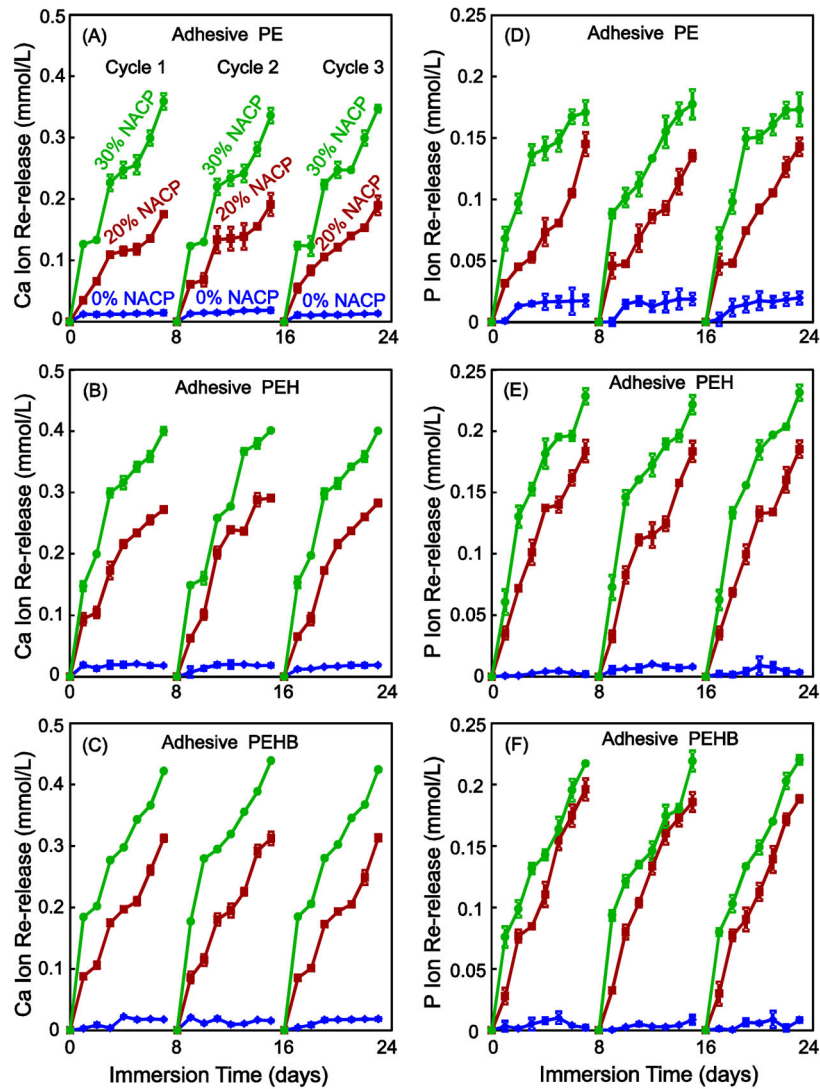 (A) Adhesive PE
Cycle 1 Cycle 2 Cycle 3
30% NACP 30% NACP 30% NACP
20% NACP 20% NACP 20% NACP
0% NACP 0% NACP 0% NACP
Ca Ion Re-release (mmol/L)
0.5
0.4
0.3
0.2
0.1
0
0 8 16 24
(D) Adhesive PE
P Ion Re-release (mmol/L)
0.25
0.2
0.15
0.1
0.05
0
0 8 16 24
(B) Adhesive PEH
Ca Ion Re-release (mmol/L)
0.5
0.4
0.3
0.2
0.1
0
0 8 16 24
(E) Adhesive PEH
P Ion Re-release (mmol/L)
0.25
0.2
0.15
0.1
0.05
0
0 8 16 24
(C) Adhesive PEHB
Ca Ion Re-release (mmol/L)
0.5
0.4
0.3
0.2
0.1
0
0 8 16 24
Immersion Time (days)
(F) Adhesive PEHB
P Ion Re-release (mmol/L)
0.25
0.2
0.15
0.1
0.05
0
0 8 16 24
Immersion Time (days)